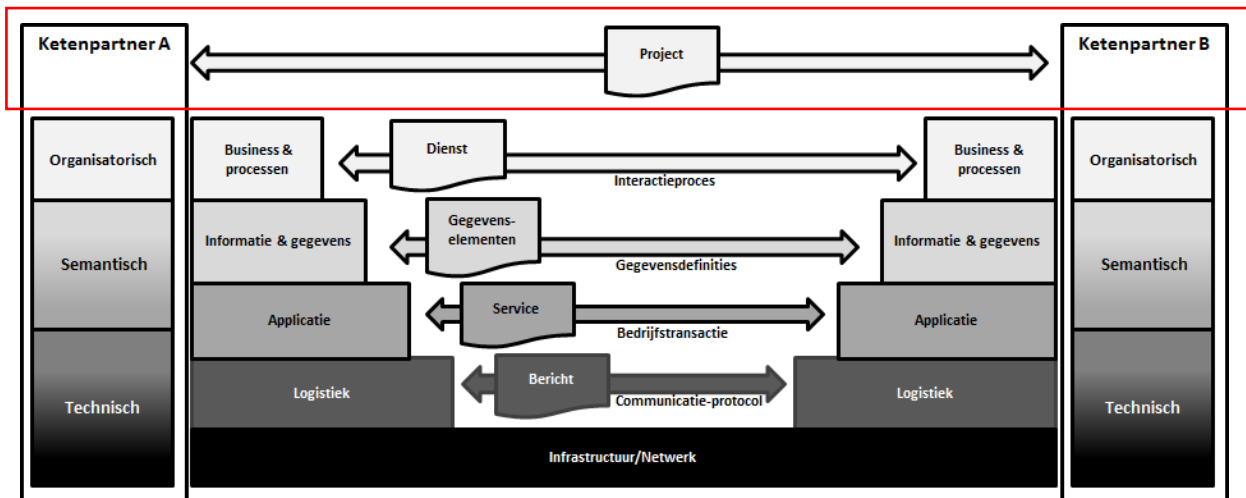 Ketenpartner A
Project
Ketenpartner B
Organisatorisch
Business &
processen
Dienst
Interactieproces
Business &
processen
Organisatorisch
Semantisch
Informatie & gegevens
Gegevens-
elementen
Gegevensdefinities
Informatie & gegevens
Semantisch
Applicatie
Service
Bedrijfstransactie
Applicatie
Technisch
Logistiek
Bericht
Communicatie-protocol
Logistiek
Technisch
Infrastructuur/Netwerk